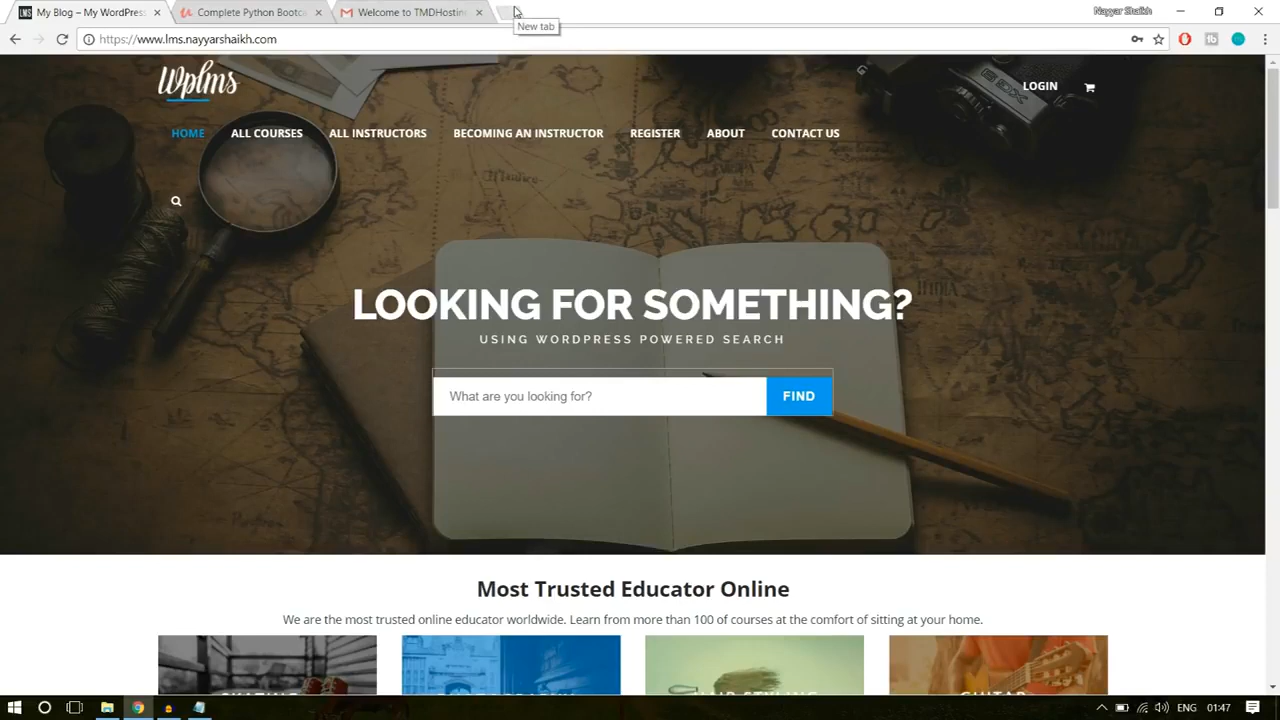 My Blog – My WordPress
Complete Python Bootc
Welcome to TMDHostin
New tab
Nayyar Shaikh
https://www.lms.nayyarshaikh.com
Wplms
LOGIN
HOME
ALL COURSES
ALL INSTRUCTORS
BECOMING AN INSTRUCTOR
REGISTER
ABOUT
CONTACT US
LOOKING FOR SOMETHING?
USING WORDPRESS POWERED SEARCH
What are you looking for?
FIND
Most Trusted Educator Online
We are the most trusted online educator worldwide. Learn from more than 100 of courses at the comfort of sitting at your home.
ENG
01:47